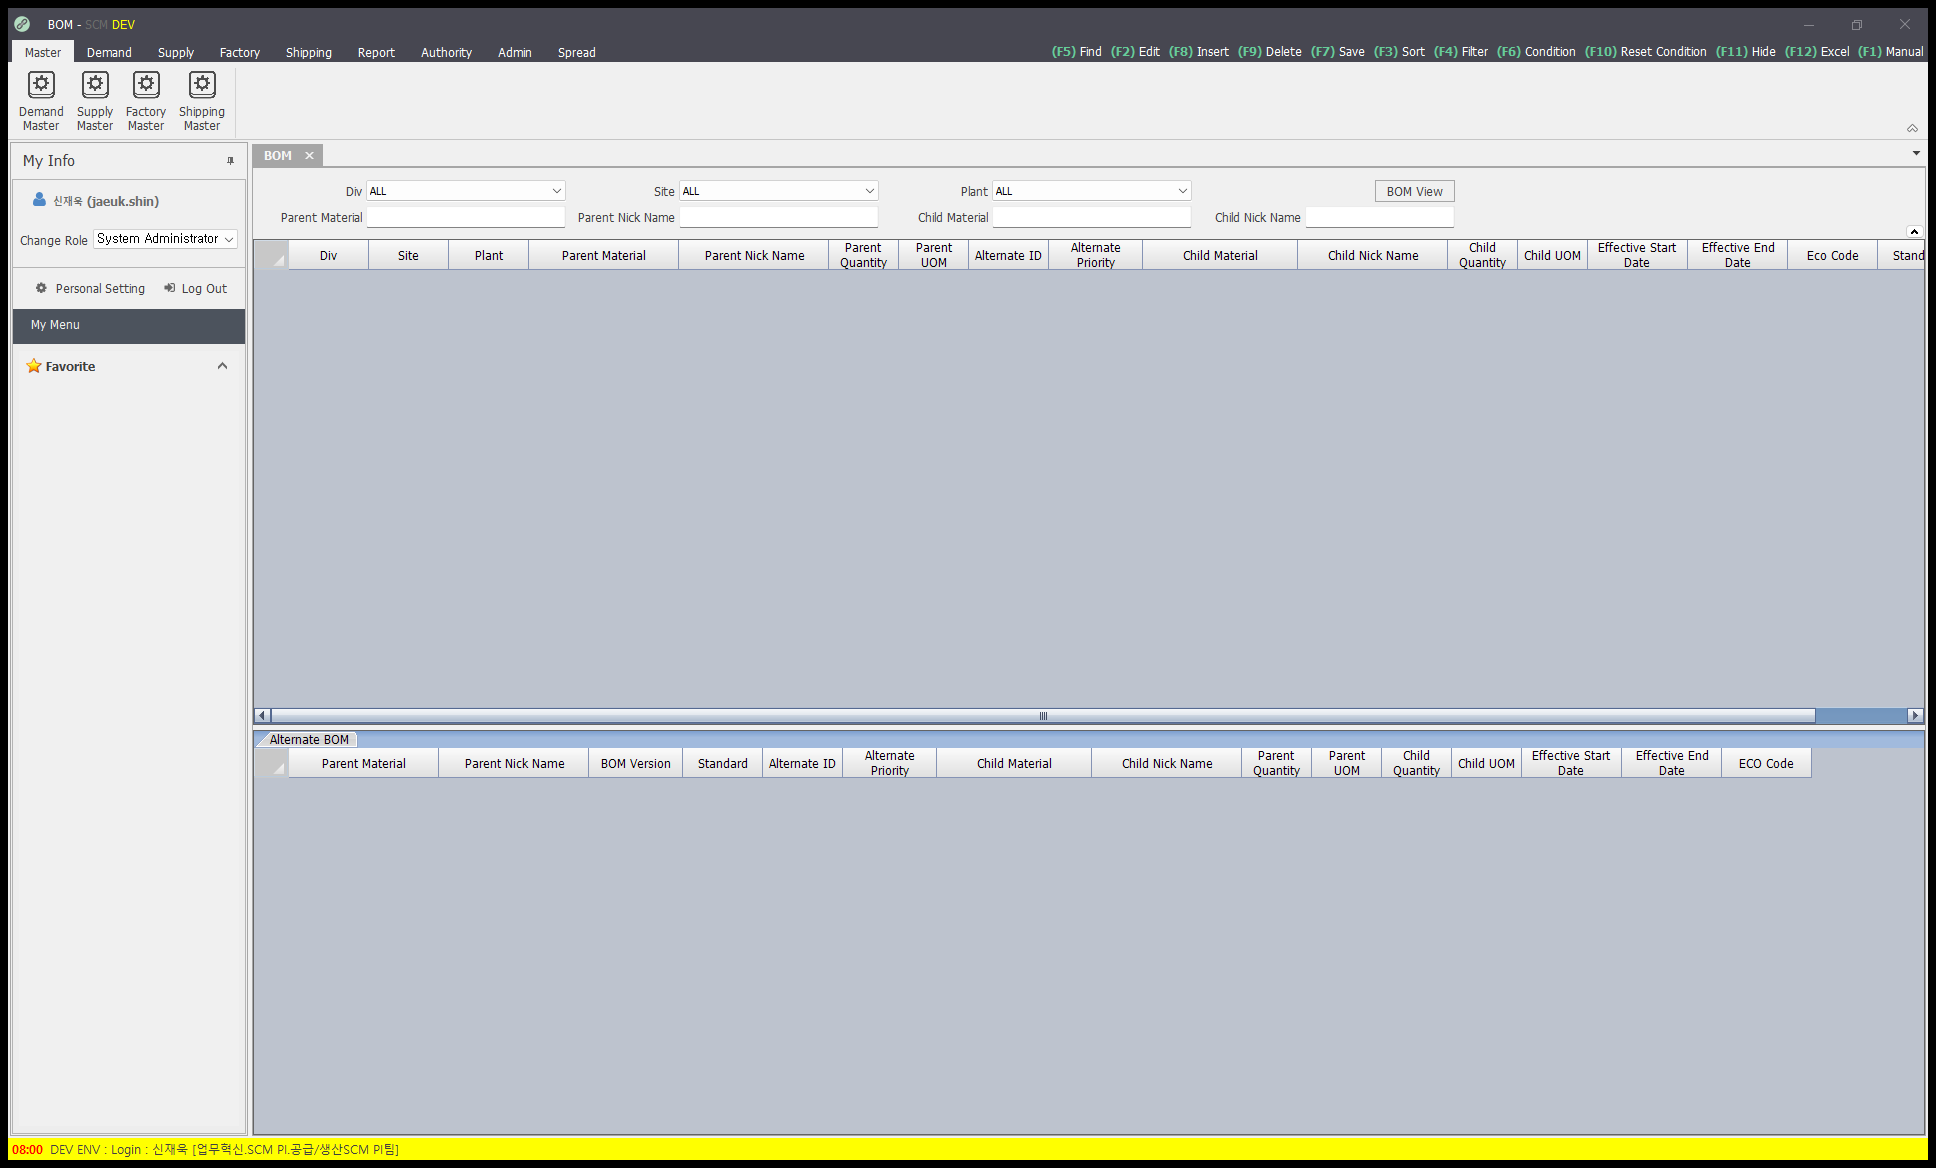 BOM - SCM DEV
Master Demand Supply Factory Shipping Report Authority Admin Spread (F5) Find (F2) Edit (F8) Insert (F9) Delete (F7) Save (F3) Sort (F4) Filter (F6) Condition (F10) Reset Condition (F11) Hide (F12) Excel (F1) Manual
Demand Master
Supply Master
Factory Master
Shipping Master
My Info
신재욱 (jaeuk.shin)
Change Role System Administrator
Personal Setting Log Out
My Menu
Favorite
BOM
Div ALL Site ALL Plant ALL BOM View
Parent Material Parent Nick Name Child Material Child Nick Name
Div Site Plant Parent Material Parent Nick Name Parent Quantity Parent UOM Alternate ID Alternate Priority Child Material Child Nick Name Child Quantity Child UOM Effective Start Date Effective End Date Eco Code Stand
Alternate BOM
Parent Material Parent Nick Name BOM Version Standard Alternate ID Alternate Priority Child Material Child Nick Name Parent Quantity Parent UOM Child Quantity Child UOM Effective Start Date Effective End Date ECO Code
08:00 DEV ENV : Login : 신재욱 [업무혁신.SCM PI.공급/생산SCM PI팀]